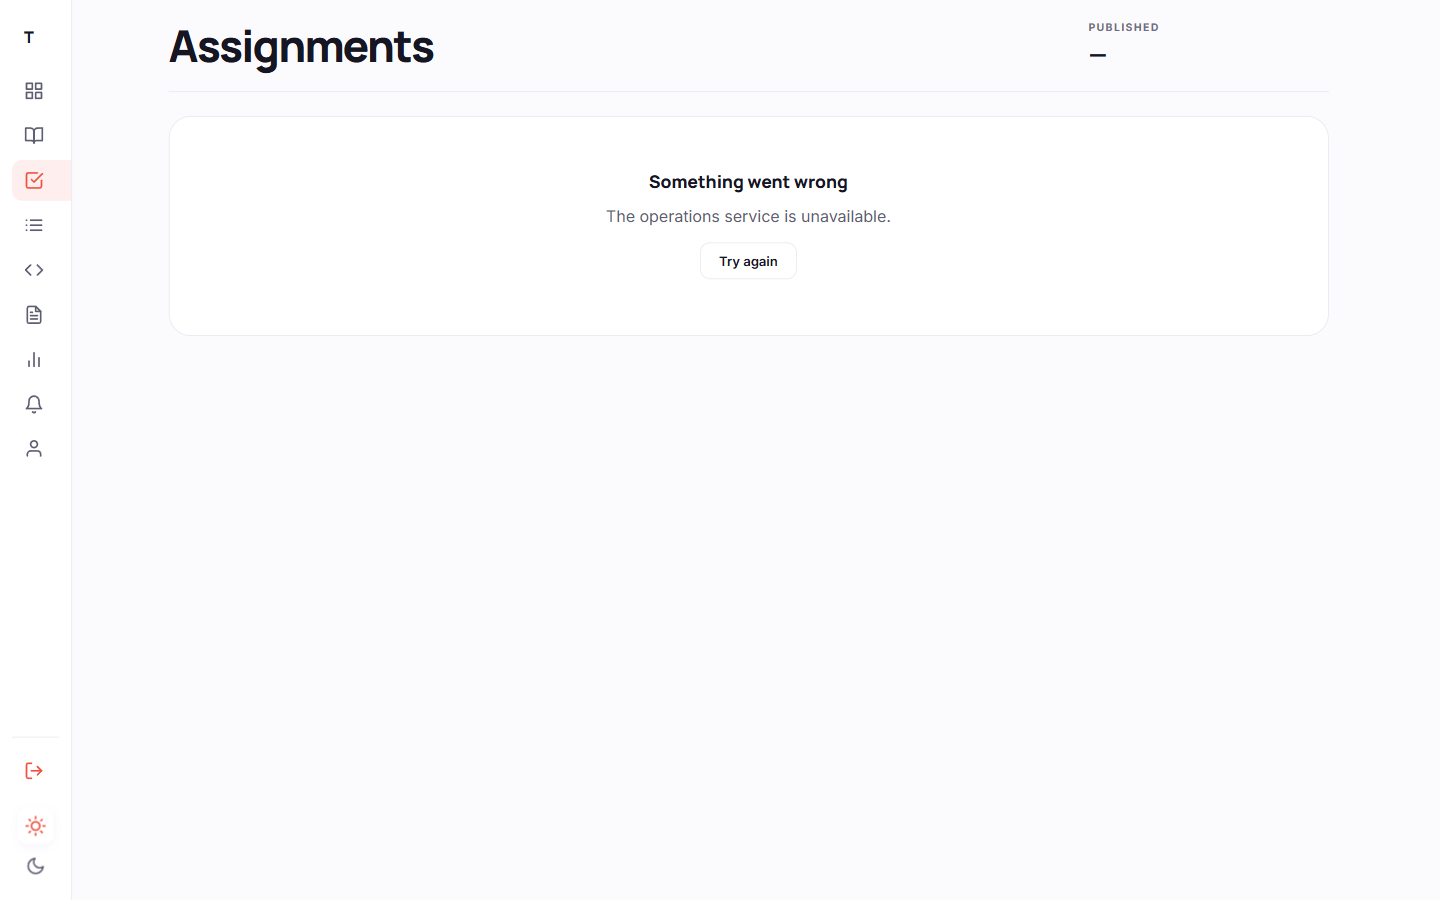 T
Assignments
PUBLISHED
—
Something went wrong
The operations service is unavailable.
Try again